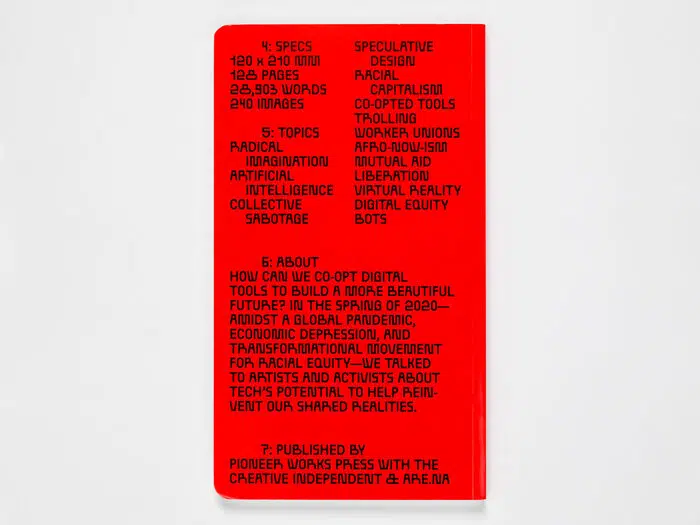 4: SPECS
120 x 210 MM
128 PAGES
28,903 WORDS
240 IMAGES
5: TOPICS
RADICAL
IMAGINATION
ARTIFICIAL
INTELLIGENCE
COLLECTIVE
SABOTAGE
SPECULATIVE
DESIGN
RACIAL
CAPITALISM
CO-OPTED TOOLS
TROLLING
WORKER UNIONS
AFRO-NOW-ISM
MUTUAL AID
LIBERATION
VIRTUAL REALITY
DIGITAL EQUITY
BOTS
6: ABOUT
HOW CAN WE CO-OPT DIGITAL
TOOLS TO BUILD A MORE BEAUTIFUL
FUTURE? IN THE SPRING OF 2020—
AMIDST A GLOBAL PANDEMIC,
ECONOMIC DEPRESSION, AND
TRANSFORMATIONAL MOVEMENT
FOR RACIAL EQUITY—WE TALKED
TO ARTISTS AND ACTIVISTS ABOUT
TECH'S POTENTIAL TO HELP REIN-
VENT OUR SHARED REALITIES.
7: PUBLISHED BY
PIONEER WORKS PRESS WITH THE
CREATIVE INDEPENDENT & ARE.NA